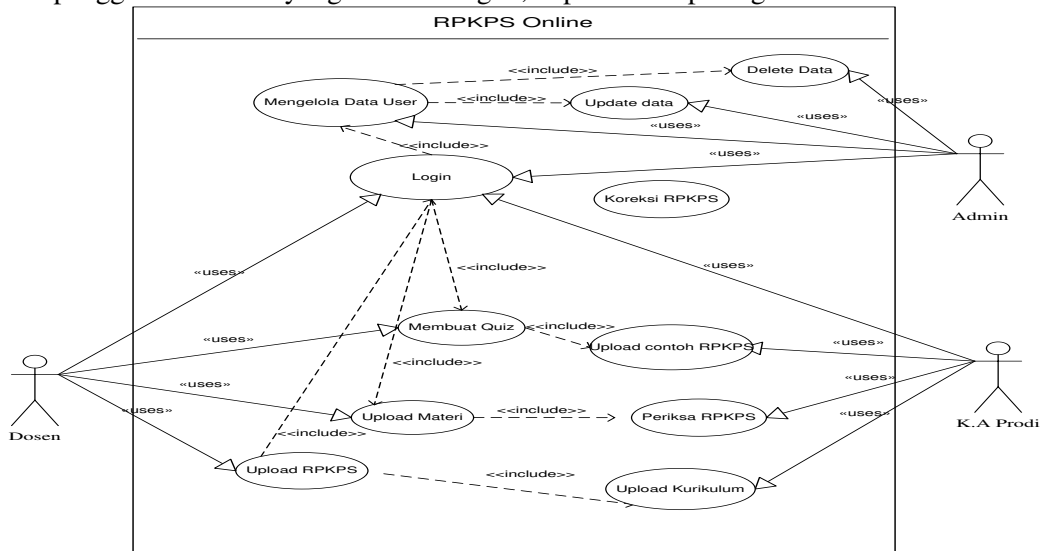 RPKPS Online
<<include>>
Delete Data
Mengelola Data User
<<include>>
Update data
«uses»
«uses»
«uses»
<<include>>
«uses»
Login
Koreksi RPKPS
Admin
«uses»
<<include>>
«uses»
Membuat Quiz
<<include>>
«uses»
Upload contoh RPKPS
«uses»
<<include>>
«uses»
«uses»
«uses»
Upload Materi
<<include>>
Periksa RPKPS
«uses»
K.A Prodi
Dosen
<<include>>
Upload RPKPS
<<include>>
Upload Kurikulum